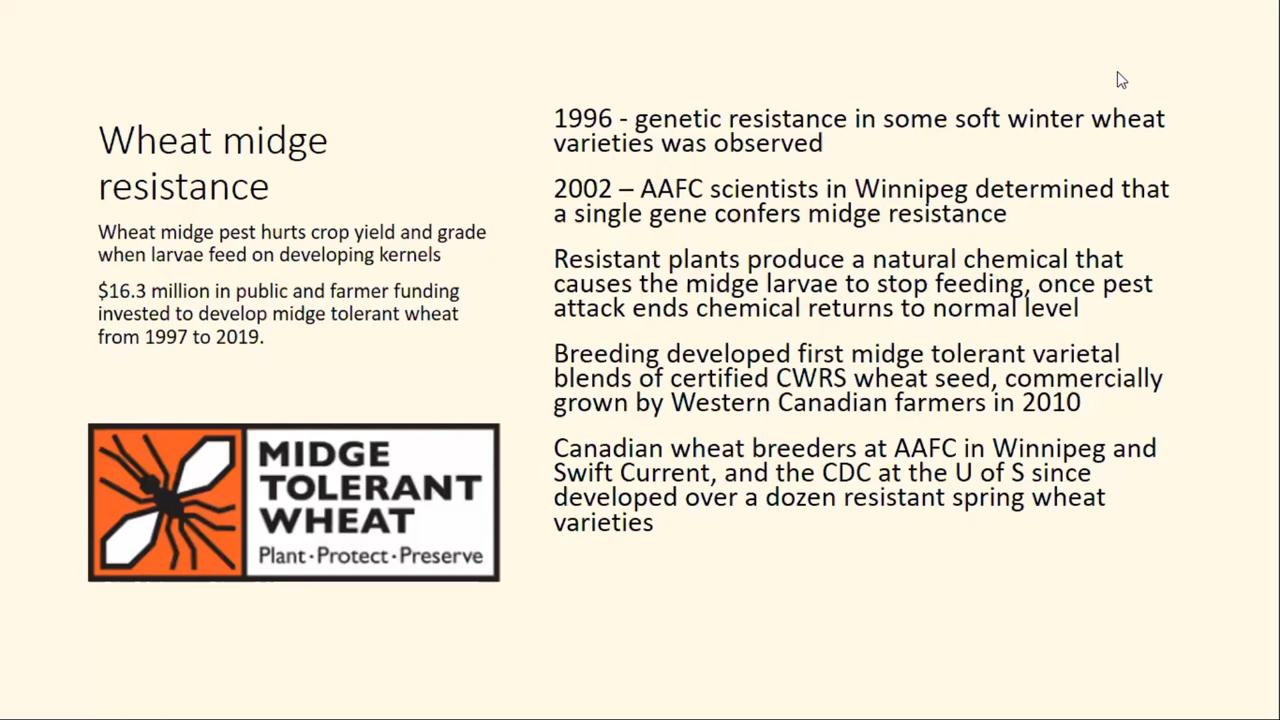 Wheat midge
resistance
Wheat midge pest hurts crop yield and grade
when larvae feed on developing kernels
$16.3 million in public and farmer funding
invested to develop midge tolerant wheat
from 1997 to 2019.
MIDGE
TOLERANT
WHEAT
Plant·Protect·Preserve
1996 - genetic resistance in some soft winter wheat
varieties was observed
2002 – AAFC scientists in Winnipeg determined that
a single gene confers midge resistance
Resistant plants produce a natural chemical that
causes the midge larvae to stop feeding, once pest
attack ends chemical returns to normal level
Breeding developed first midge tolerant varietal
blends of certified CWRS wheat seed, commercially
grown by Western Canadian farmers in 2010
Canadian wheat breeders at AAFC in Winnipeg and
Swift Current, and the CDC at the U of S since
developed over a dozen resistant spring wheat
varieties